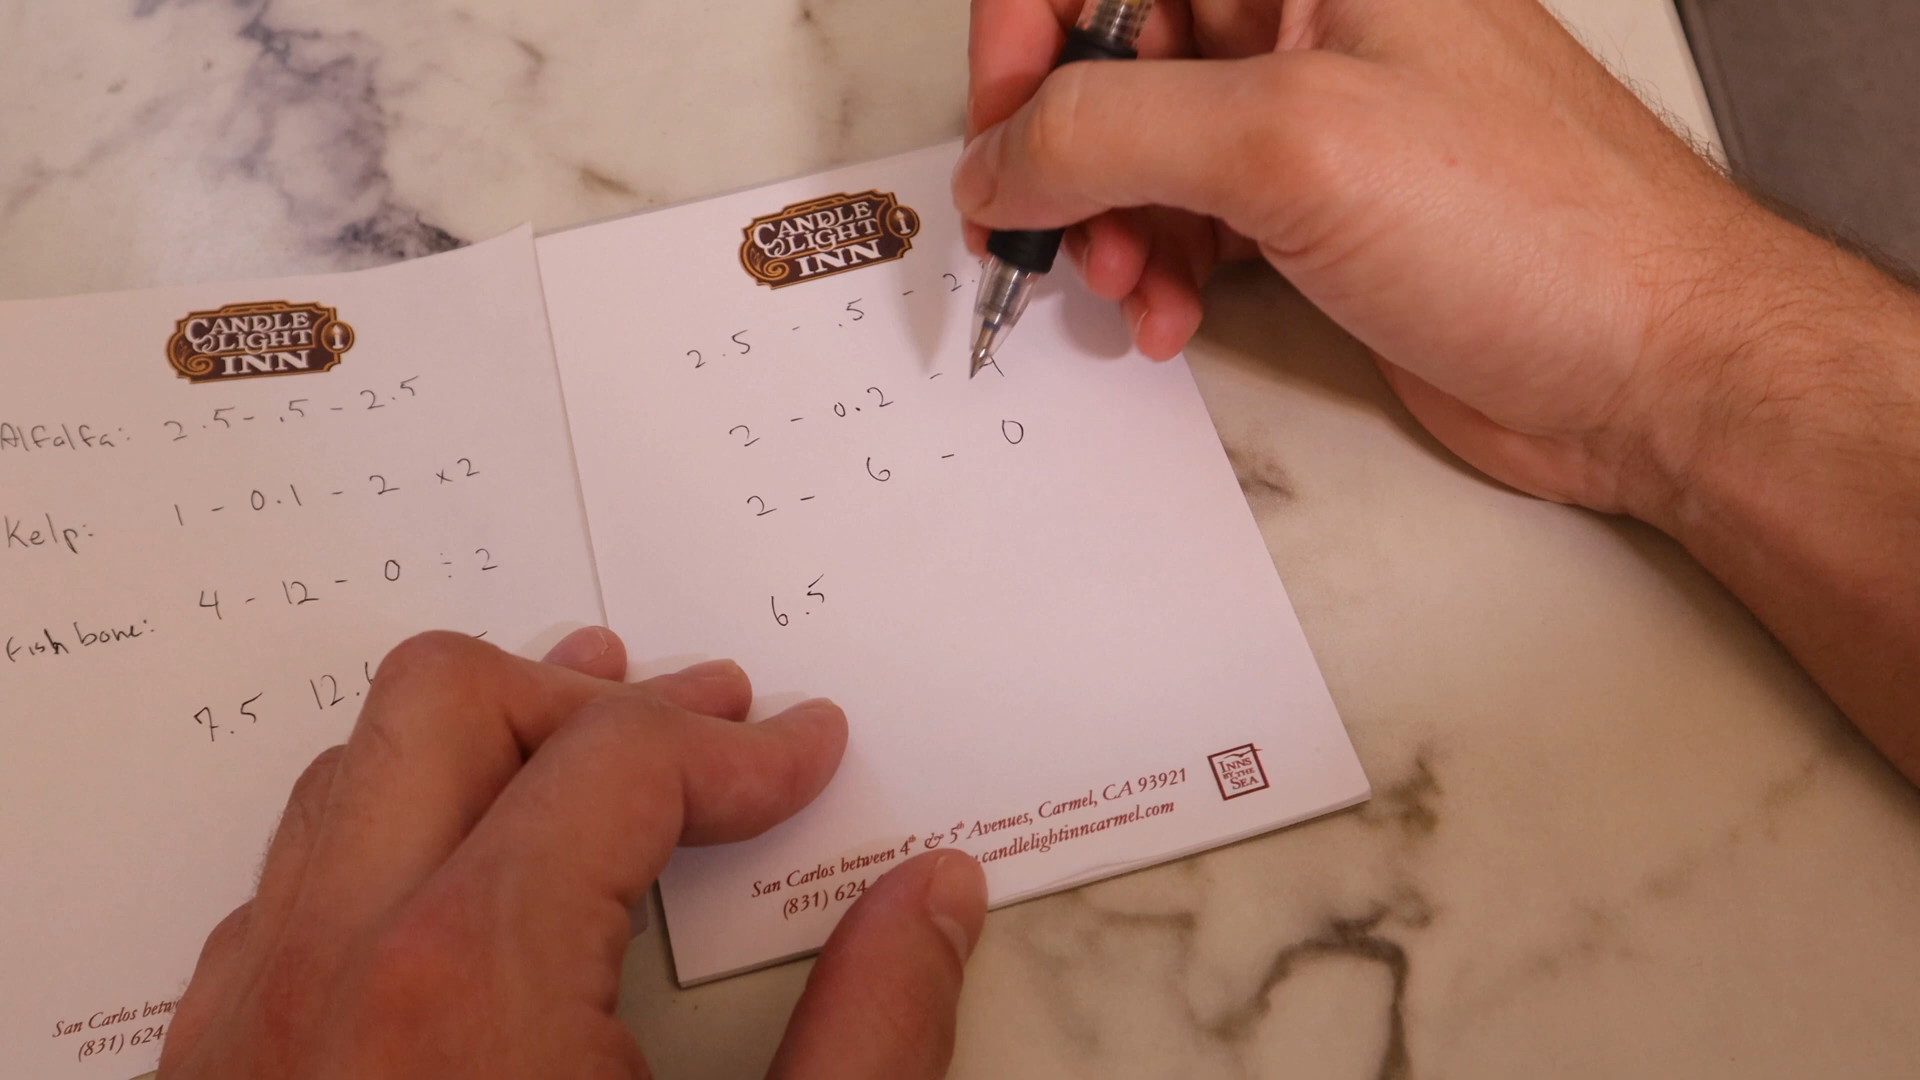 CANDLE
LIGHT
INN
Alfalfa: 2.5 - .5 - 2.5
Kelp: 1 - 0.1 - 2 x2
Fish bone: 4 - 12 - 0 ÷ 2
7.5 12.
San Carlos
(831) 624
CANDLE
LIGHT
INN
2.5 - .5 - 2.
2 - 0.2 - 4
2 - 6 - 0
6.5
San Carlos between 4th & 5th Avenues, Carmel, CA 93921
(831) 624 candlelightinncarmel.com
INNS
BY THE
SEA